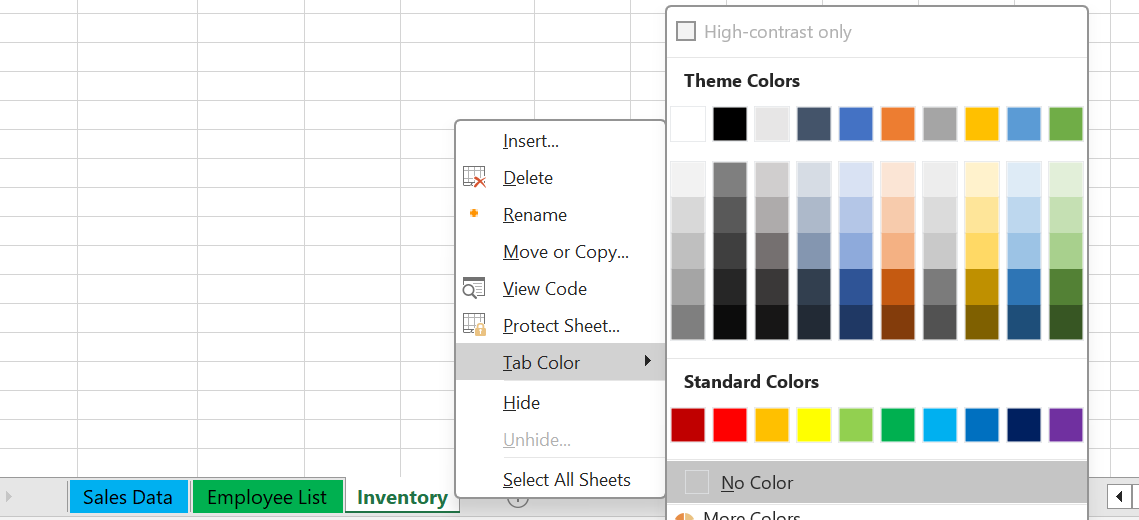 High-contrast only
Theme Colors
Insert...
Delete
Rename
Move or Copy...
View Code
Protect Sheet...
Tab Color
Hide
Unhide...
Select All Sheets
Standard Colors
No Color
More Colors
Sales Data
Employee List
Inventory